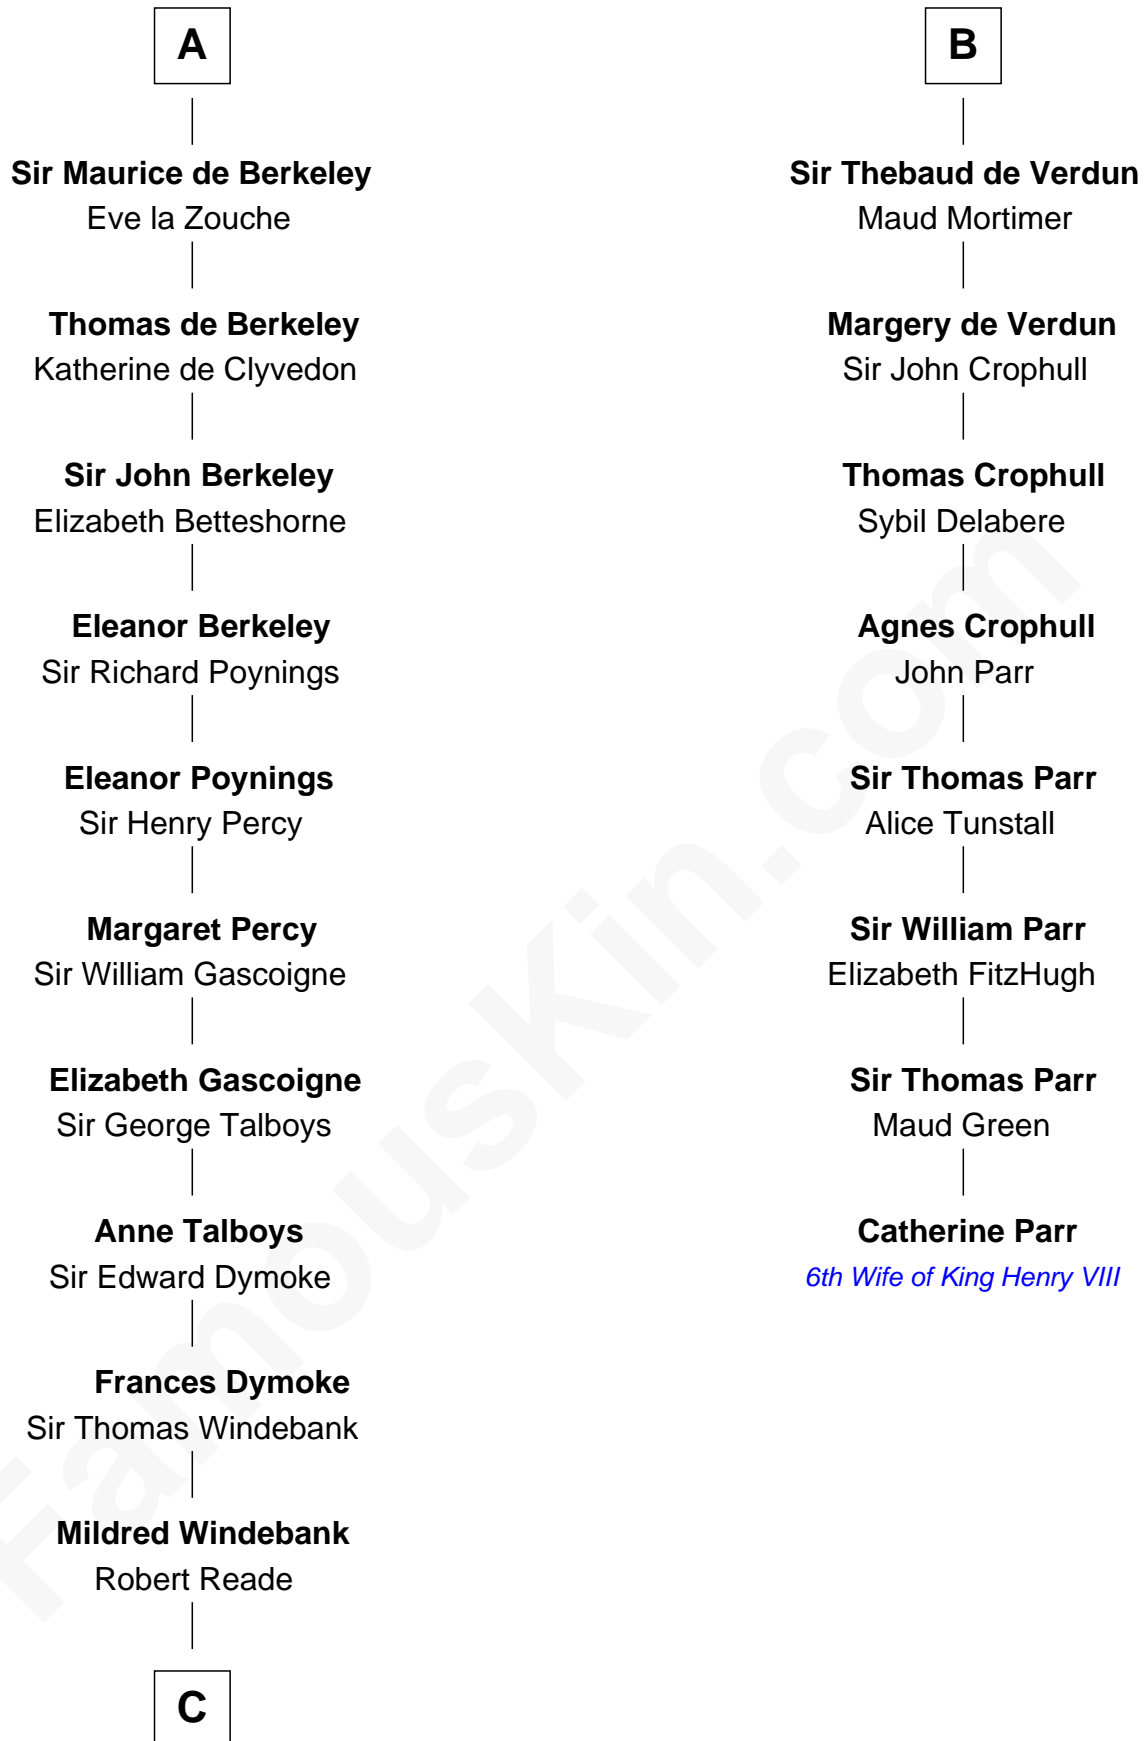 A
Sir Maurice de Berkeley
Eve la Zouche
Thomas de Berkeley
Katherine de Clyvedon
Sir John Berkeley
Elizabeth Betteshorne
Eleanor Berkeley
Sir Richard Poynings
Eleanor Poynings
Sir Henry Percy
Margaret Percy
Sir William Gascoigne
Elizabeth Gascoigne
Sir George Talboys
Anne Talboys
Sir Edward Dymoke
Frances Dymoke
Sir Thomas Windebank
Mildred Windebank
Robert Reade
C
B
Sir Thebaud de Verdun
Maud Mortimer
Margery de Verdun
Sir John Crophull
Thomas Crophull
Sybil Delabere
Agnes Crophull
John Parr
Sir Thomas Parr
Alice Tunstall
Sir William Parr
Elizabeth FitzHugh
Sir Thomas Parr
Maud Green
Catherine Parr
6th Wife of King Henry VIII
FamousKin.com